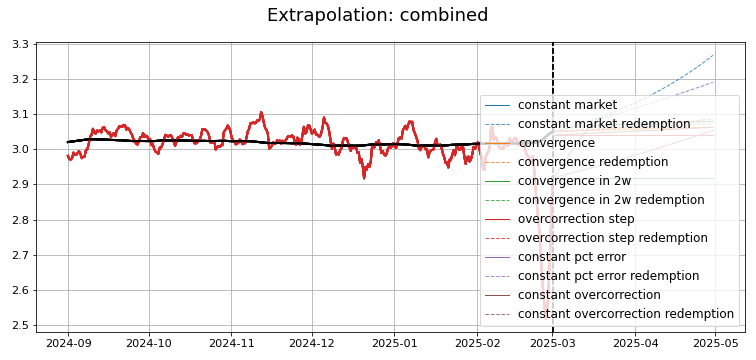 Extrapolation: combined
3.3
3.2
3.1
3.0
2.9
2.8
2.7
2.6
2.5
constant market
constant market redemption
convergence
convergence redemption
convergence in 2w
convergence in 2w redemption
overcorrection step
overcorrection step redemption
constant pct error
constant pct error redemption
constant overcorrection
constant overcorrection redemption
2024-09 2024-10 2024-11 2024-12 2025-01 2025-02 2025-03 2025-04 2025-05